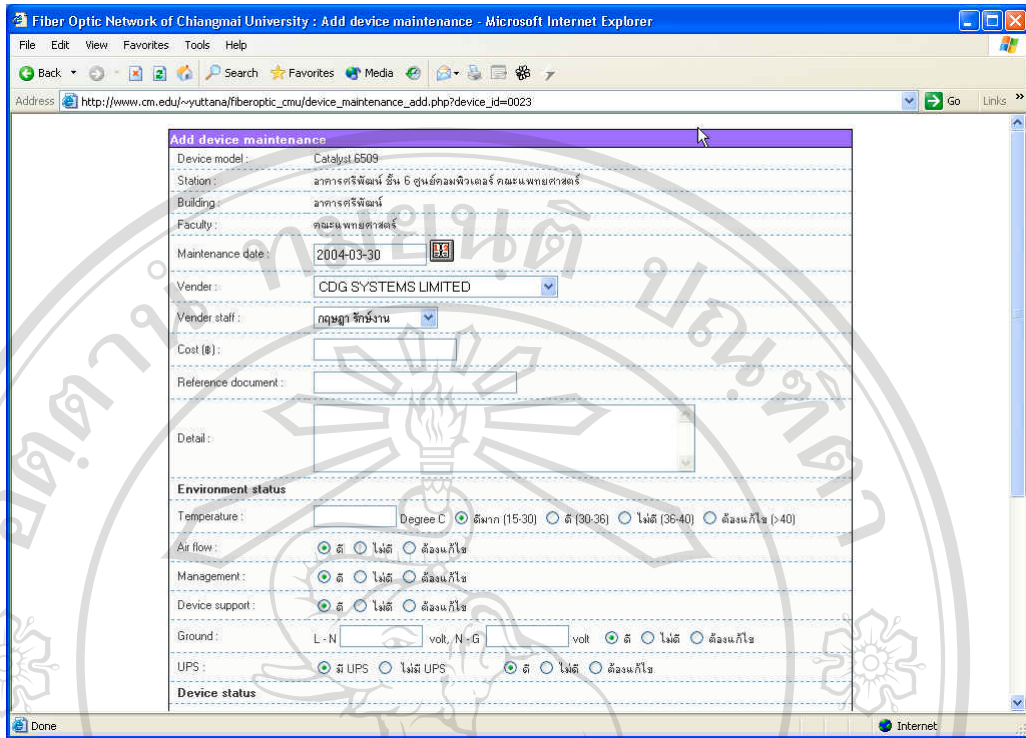 Fiber Optic Network of Chiangmai University : Add device maintenance - Microsoft Internet Explorer
File Edit View Favorites Tools Help
Back Search Favorites Media
Address http://www.cm.edu/~yuttana/fiberoptic_cmu/device_maintenance_add.php?device_id=0023 Go Links »
Add device maintenance
Device model : Catalyst 6509
Station : อาคารศรีพัฒน์ ชั้น 6 ศูนย์คอมพิวเตอร์ คณะแพทยศาสตร์
Building : อาคารศรีพัฒน์
Faculty : คณะแพทยศาสตร์
Maintenance date : 2004-03-30
Vender : CDG SYSTEMS LIMITED
Vender staff : กฤษฎา รักษ์งาน
Cost (฿) :
Reference document :
Detail :
Environment status
Temperature : Degree C ดีมาก (15-30) ดี (30-36) ไม่ดี (36-40) ต้องแก้ไข (>40)
Air flow : ดี ไม่ดี ต้องแก้ไข
Management : ดี ไม่ดี ต้องแก้ไข
Device support : ดี ไม่ดี ต้องแก้ไข
Ground : L - N volt, N - G volt ดี ไม่ดี ต้องแก้ไข
UPS : มี UPS ไม่มี UPS ดี ไม่ดี ต้องแก้ไข
Device status
Done Internet